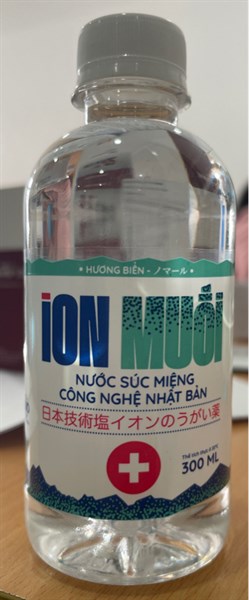 HƯƠNG BIỂN - ノマール
iON MUỐi
NƯỚC SÚC MIỆNG
CÔNG NGHỆ NHẬT BẢN
日本技術塩イオンのうがい薬
300 ML